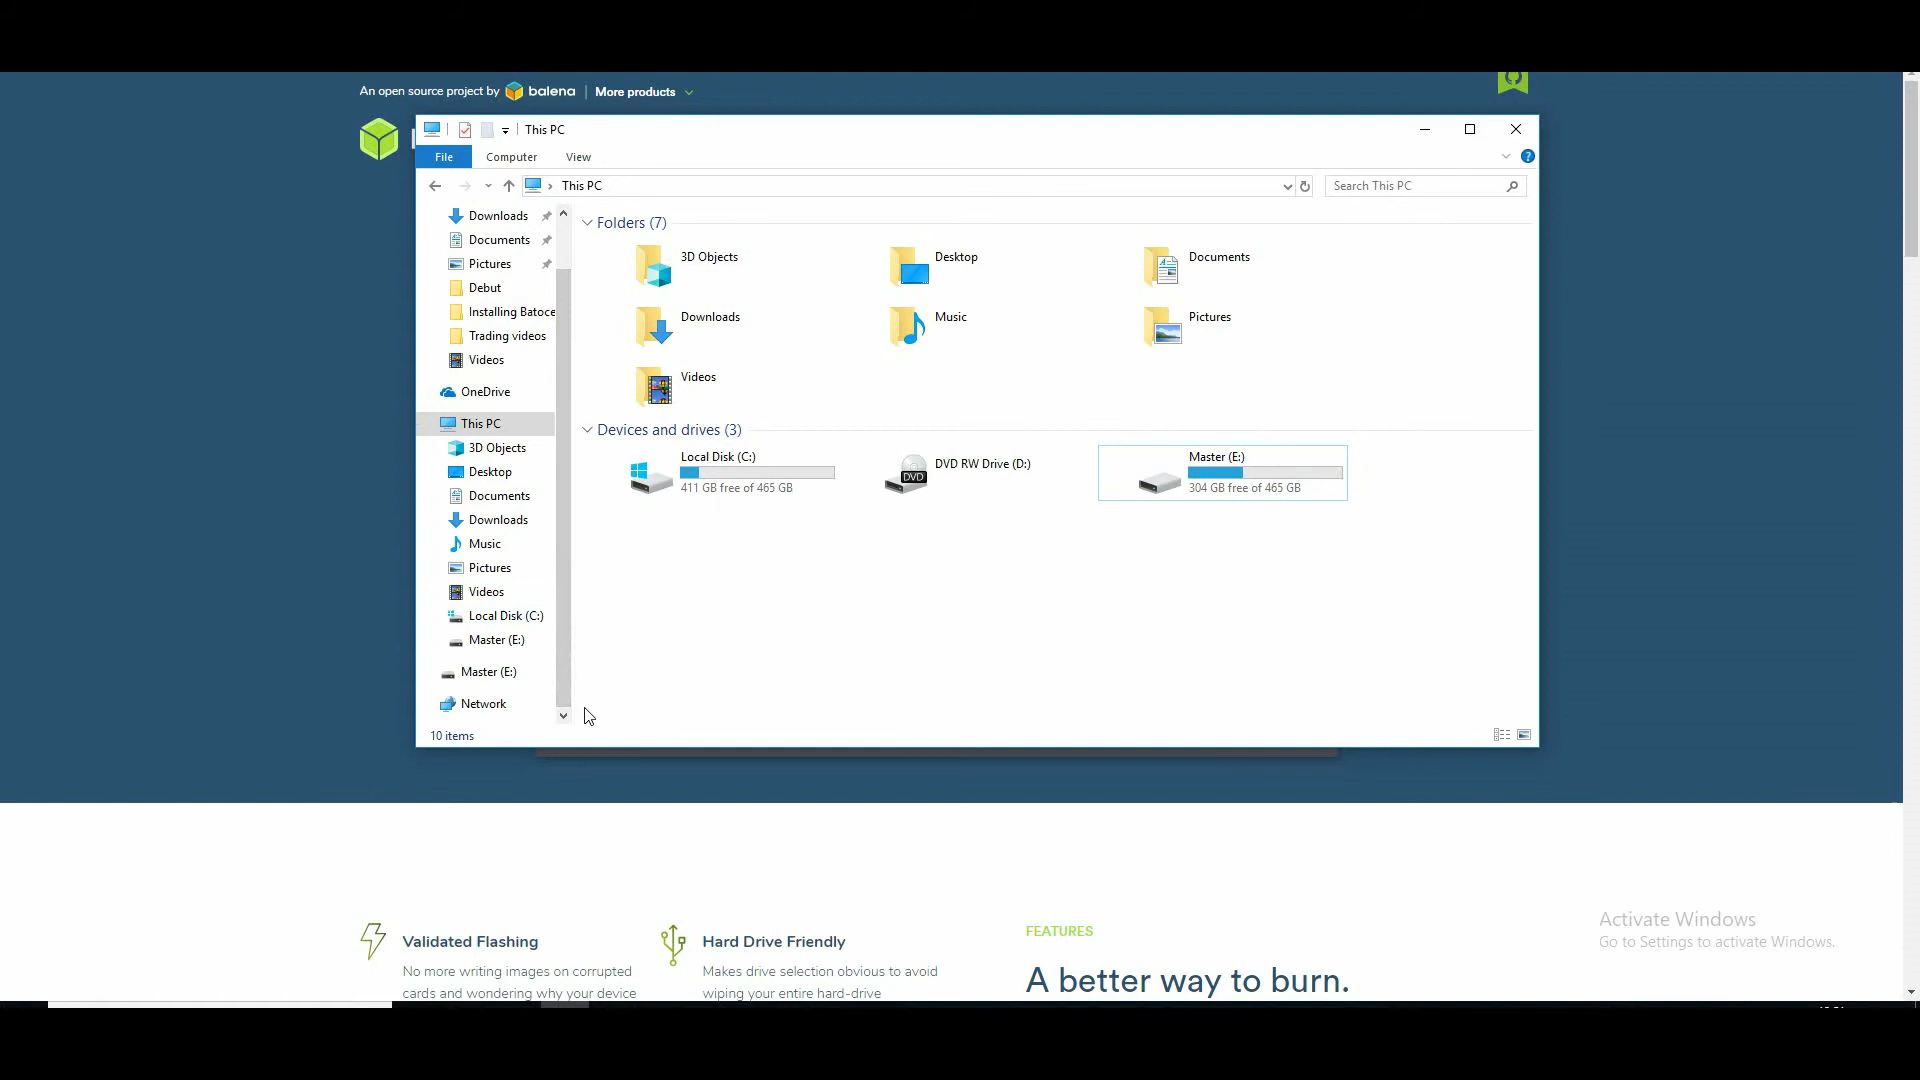 An open source project by balena | More products
This PC
File Computer View
This PC
Search This PC
Downloads
Documents
Pictures
Debut
Installing Batoce
Trading videos
Videos
OneDrive
This PC
3D Objects
Desktop
Documents
Downloads
Music
Pictures
Videos
Local Disk (C:)
Master (E:)
Master (E:)
Network
Folders (7)
3D Objects
Desktop
Documents
Downloads
Music
Pictures
Videos
Devices and drives (3)
Local Disk (C:)
411 GB free of 465 GB
DVD
DVD RW Drive (D:)
Master (E:)
304 GB free of 465 GB
10 items
Validated Flashing
No more writing images on corrupted
cards and wondering why your device
Hard Drive Friendly
Makes drive selection obvious to avoid
wiping your entire hard-drive
FEATURES
A better way to burn.
Activate Windows
Go to Settings to activate Windows.